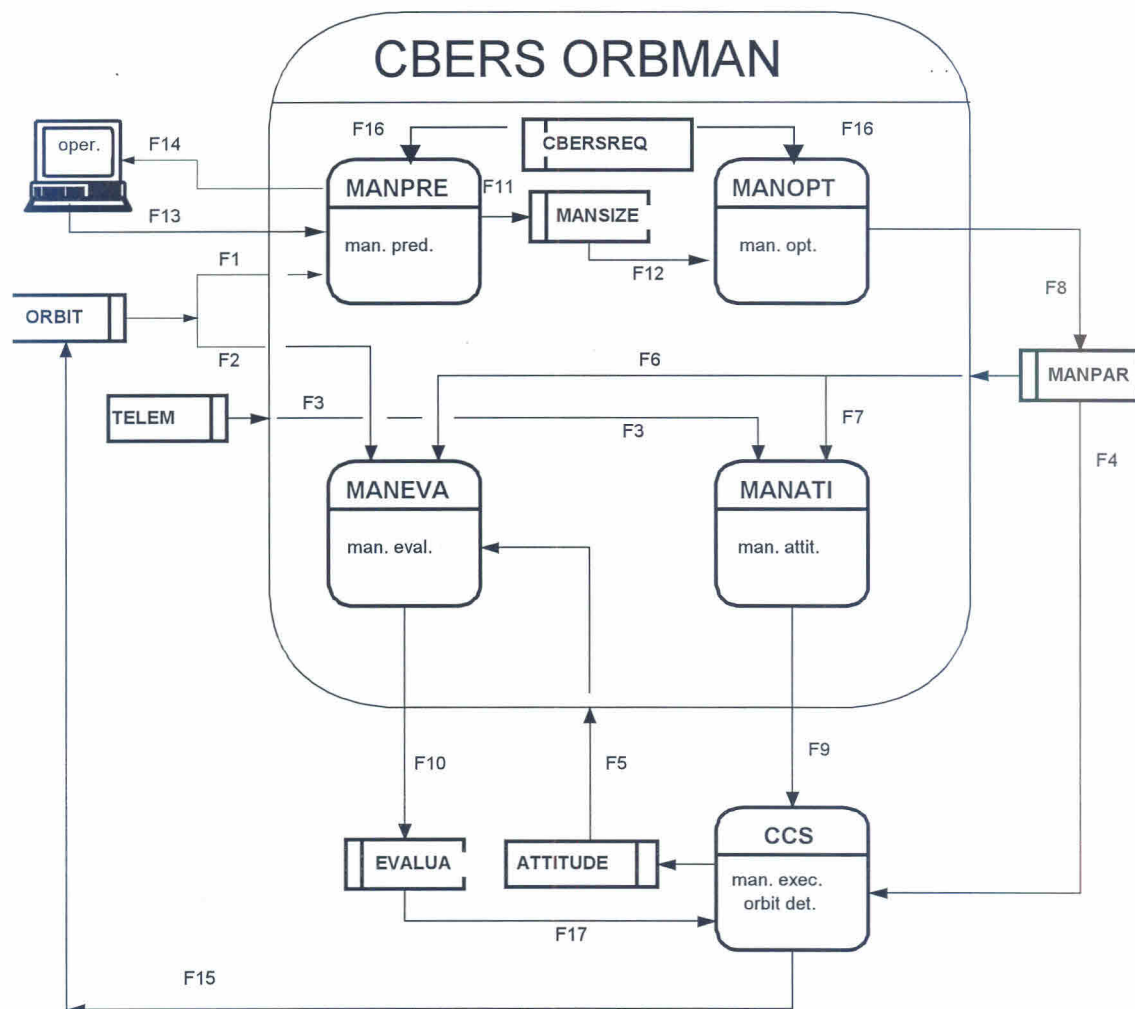 CBERS ORBMAN
oper.
F14
F13
F16
CBERSREQ
F16
MANPRE
man. pred.
F11
MANSIZE
F12
MANOPT
man. opt.
F1
ORBIT
F2
F8
F6
MANPAR
TELEM
F3
F3
F7
F4
MANEVA
man. eval.
MANATI
man. attit.
F10
F5
F9
EVALUA
ATTITUDE
CCS
man. exec.
orbit det.
F17
F15